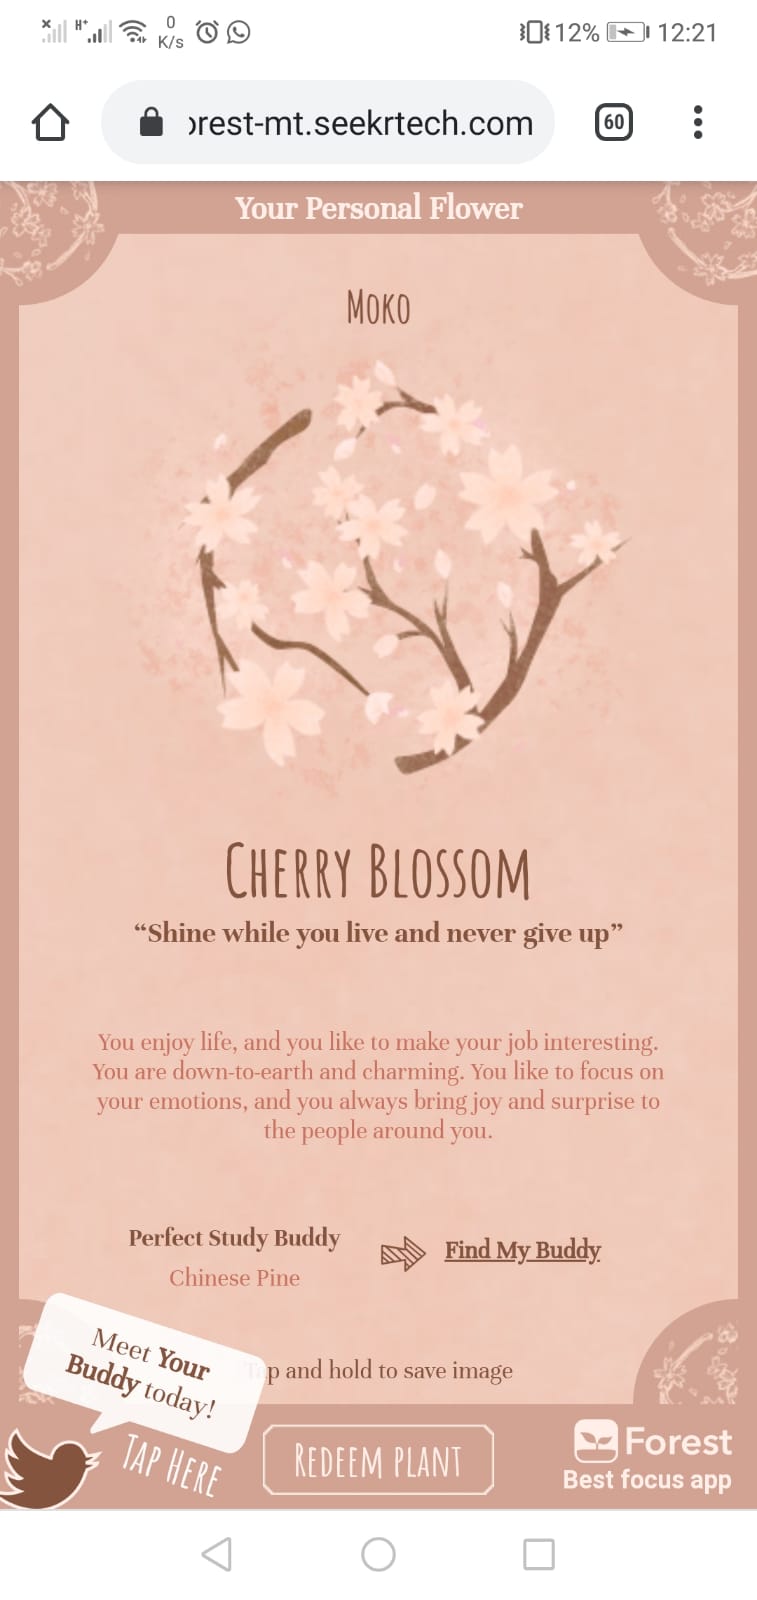 0
K/s
12%
12:21
orest-mt.seekrtech.com
60
Your Personal Flower
Moko
Cherry Blossom
“Shine while you live and never give up”
You enjoy life, and you like to make your job interesting.
You are down-to-earth and charming. You like to focus on
your emotions, and you always bring joy and surprise to
the people around you.
Perfect Study Buddy
Chinese Pine
Find My Buddy
Meet Your
Buddy today!
Tap and hold to save image
Tap Here
Redeem plant
Forest
Best focus app